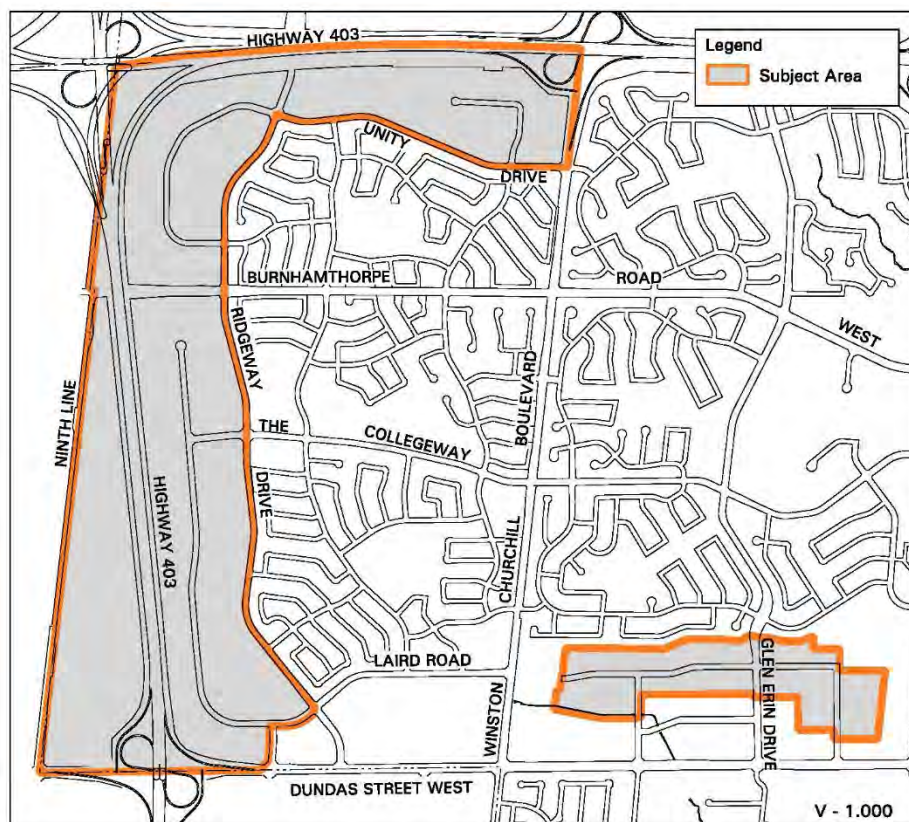 HIGHWAY 403
Legend
Subject Area
UNITY
DRIVE
BURNHAMTHORPE
ROAD
WEST
RIDGEWAY
BOULEVARD
NINTH LINE
THE
COLLEGEWAY
HIGHWAY 403
DRIVE
CHURCHILL
LAIRD ROAD
GLEN ERIN DRIVE
WINSTON
DUNDAS STREET WEST
V - 1.000